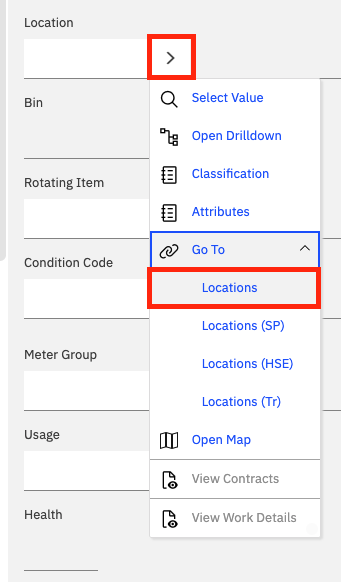 Location
Bin
Rotating Item
Condition Code
Meter Group
Usage
Health
Select Value
Open Drilldown
Classification
Attributes
Go To
Locations
Locations (SP)
Locations (HSE)
Locations (Tr)
Open Map
View Contracts
View Work Details